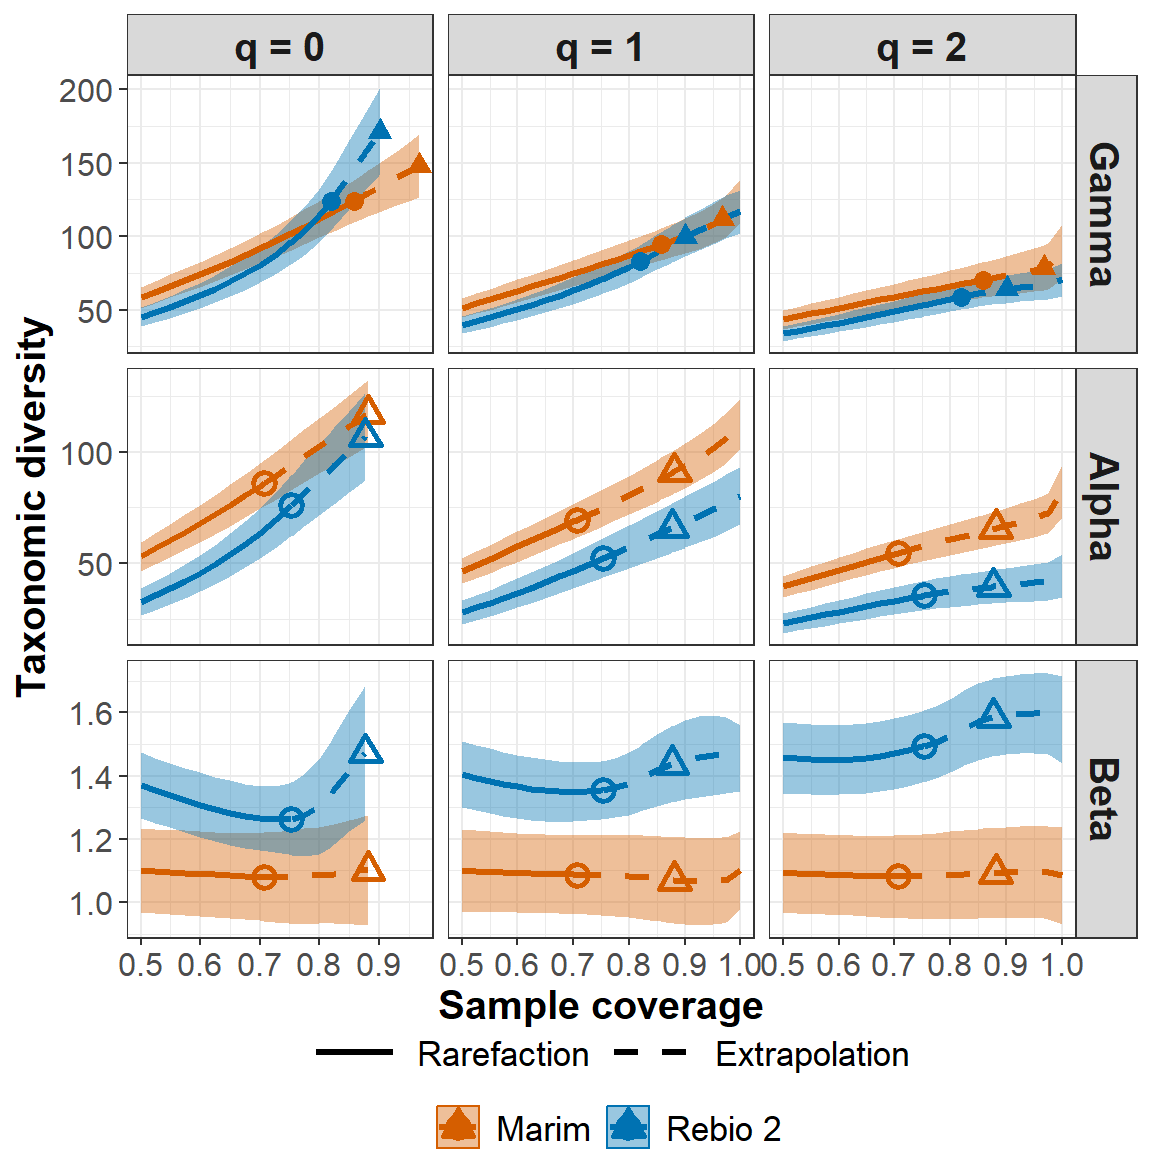 q = 0 q = 1 q = 2
200
150
100
50
Gamma
100
50
Alpha
1.6
1.4
1.2
1.0
Beta
Taxonomic diversity
0.5 0.6 0.7 0.8 0.9 0.5 0.6 0.7 0.8 0.9 1.0 0.5 0.6 0.7 0.8 0.9 1.0
Sample coverage
Rarefaction Extrapolation
Marim Rebio 2